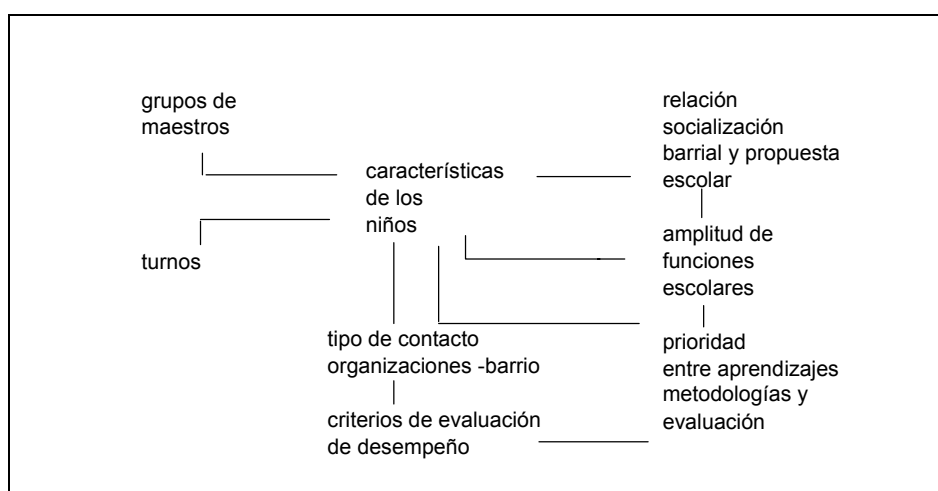 grupos de
maestros
turnos
característícas
de los
niños
tipo de contacto
organizaciones -barrio
criterios de evaluación
de desempeño
relación
socialización
barrial y propuesta
escolar
amplitud de
funciones
escolares
prioridad
entre aprendizajes
metodologías y
evaluación